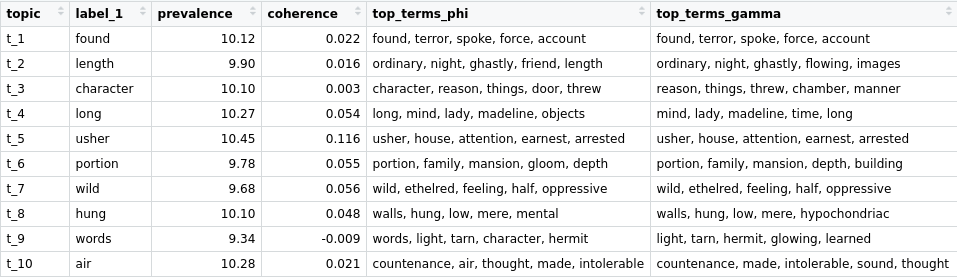 topic label_1 prevalence coherence top_terms_phi top_terms_gamma
t_1 found 10.12 0.022 found, terror, spoke, force, account found, terror, spoke, force, account
t_2 length 9.90 0.016 ordinary, night, ghastly, friend, length ordinary, night, ghastly, flowing, images
t_3 character 10.10 0.003 character, reason, things, door, threw reason, things, threw, chamber, manner
t_4 long 10.27 0.054 long, mind, lady, madeline, objects mind, lady, madeline, time, long
t_5 usher 10.45 0.116 usher, house, attention, earnest, arrested usher, house, attention, earnest, arrested
t_6 portion 9.78 0.055 portion, family, mansion, gloom, depth portion, family, mansion, depth, building
t_7 wild 9.68 0.056 wild, ethelred, feeling, half, oppressive wild, ethelred, feeling, half, oppressive
t_8 hung 10.10 0.048 walls, hung, low, mere, mental walls, hung, low, mere, hypochondriac
t_9 words 9.34 -0.009 words, light, tarn, character, hermit light, tarn, hermit, glowing, learned
t_10 air 10.28 0.021 countenance, air, thought, made, intolerable countenance, made, intolerable, sound, thought